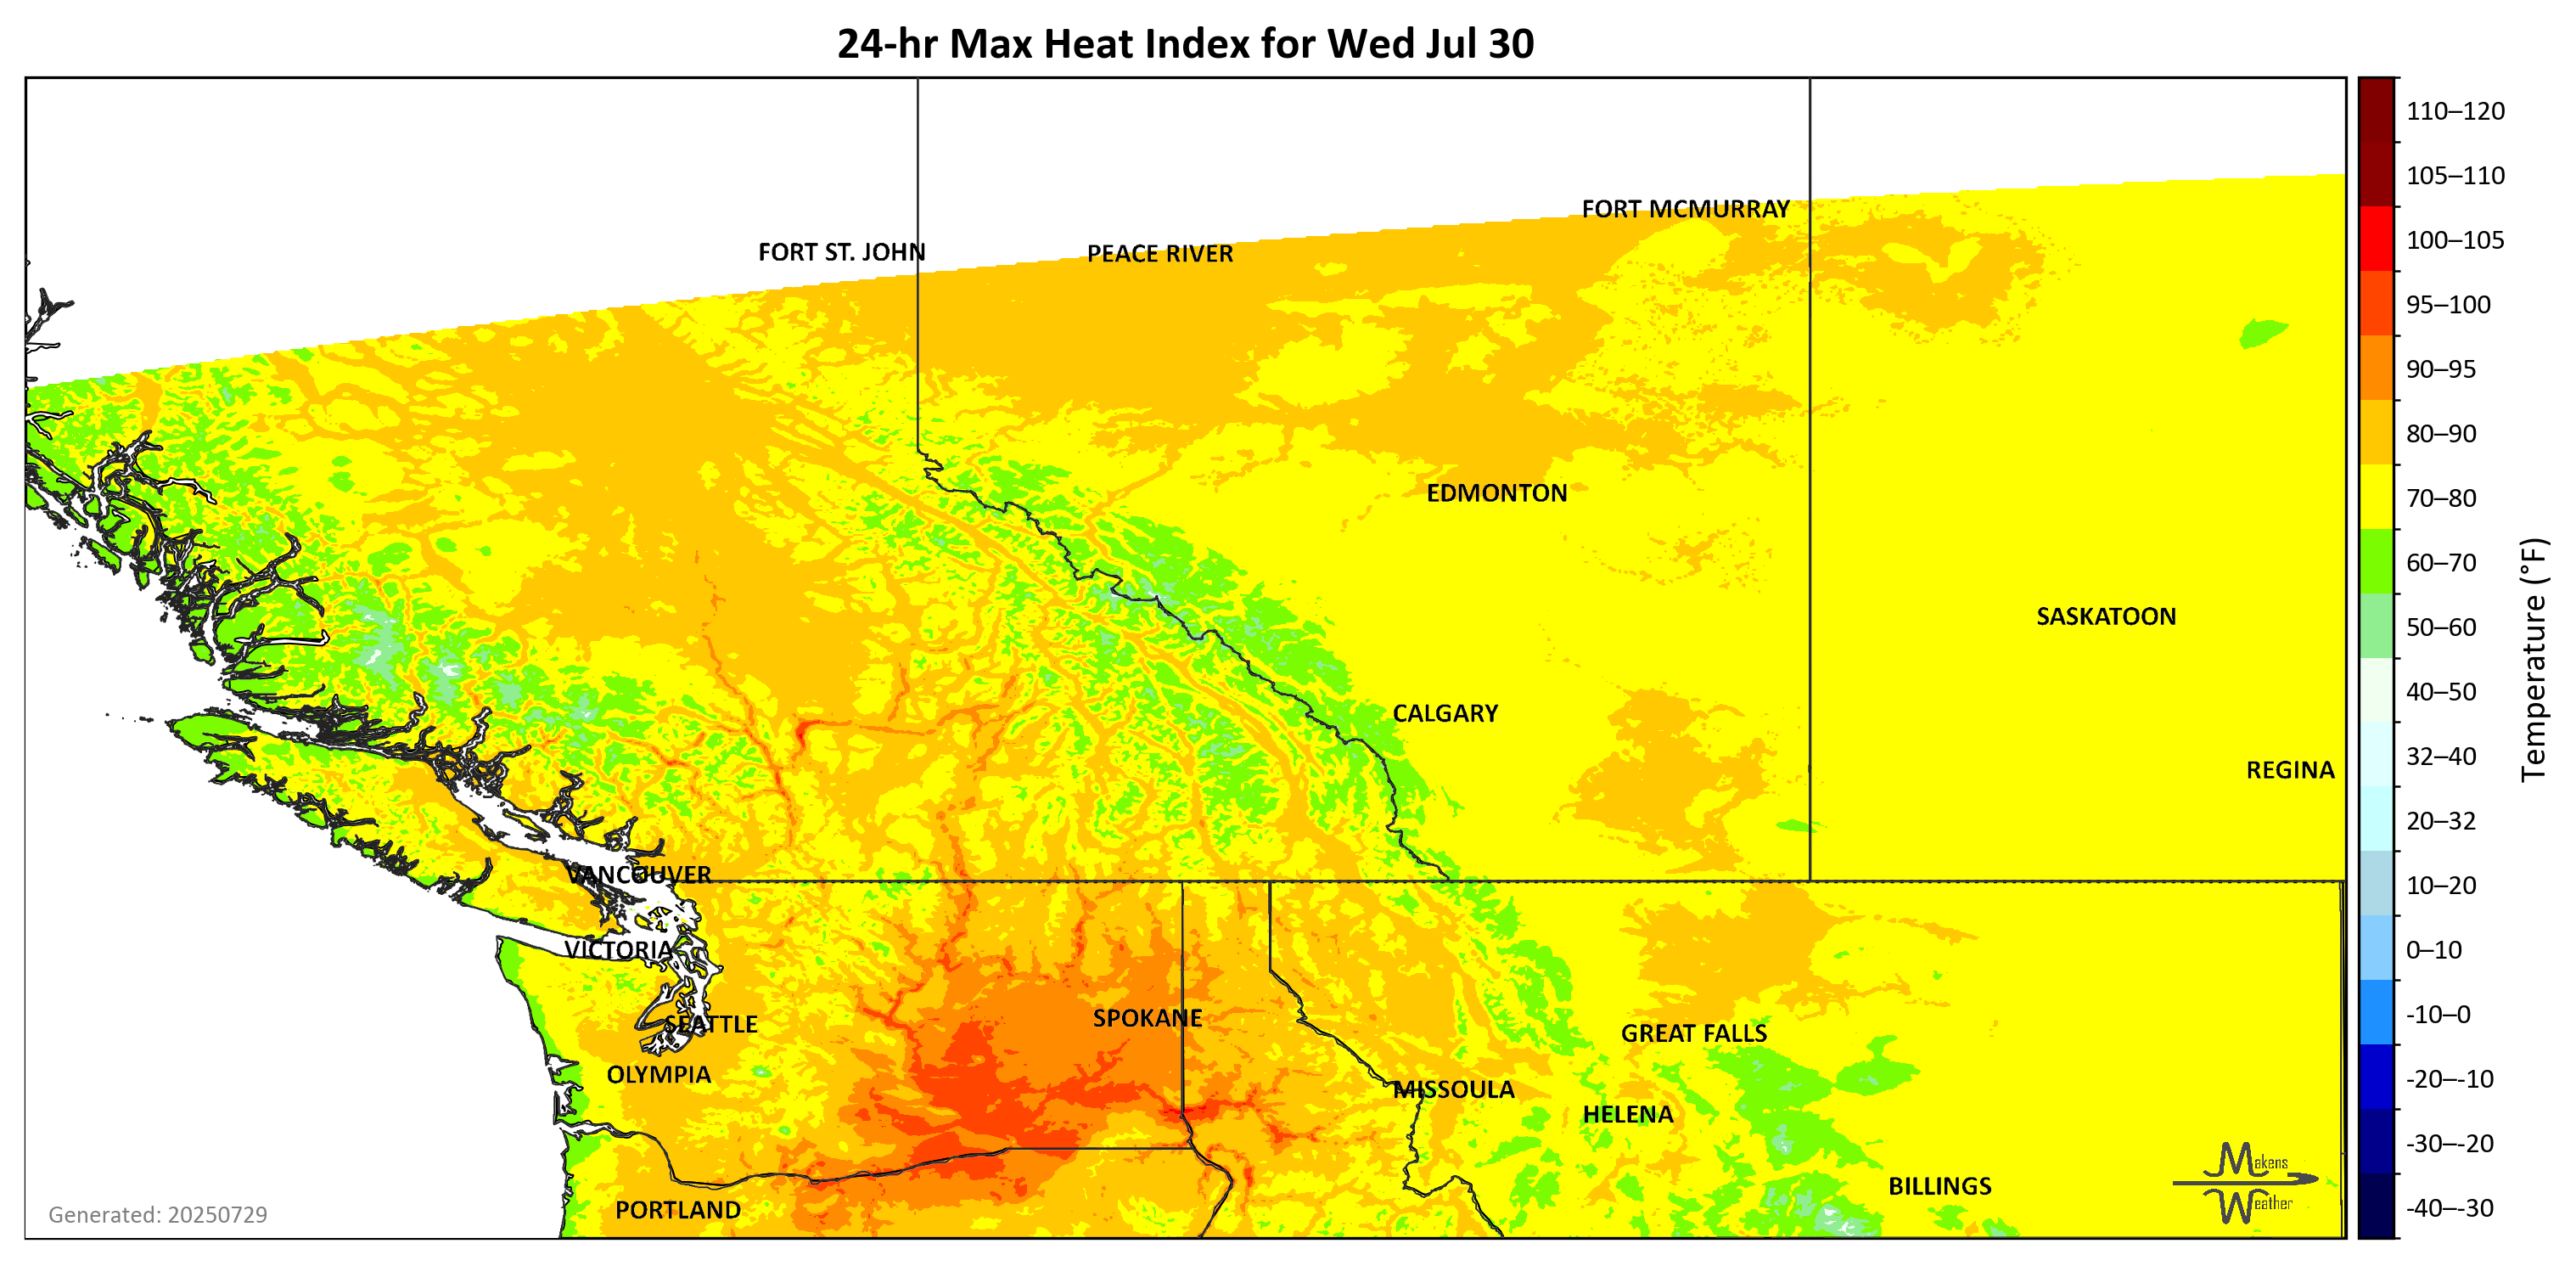 24-hr Max Heat Index for Wed Jul 30
FORT MCMURRAY
FORT ST. JOHN
PEACE RIVER
EDMONTON
SASKATOON
CALGARY
REGINA
VANCOUVER
VICTORIA
SEATTLE
SPOKANE
GREAT FALLS
OLYMPIA
MISSOULA
HELENA
BILLINGS
PORTLAND
Makens
Weather
Generated: 20250729
110–120
105–110
100–105
95–100
90–95
80–90
70–80
60–70
50–60
40–50
32–40
20–32
10–20
0–10
-10–0
-20–-10
-30–-20
-40–-30
Temperature (°F)